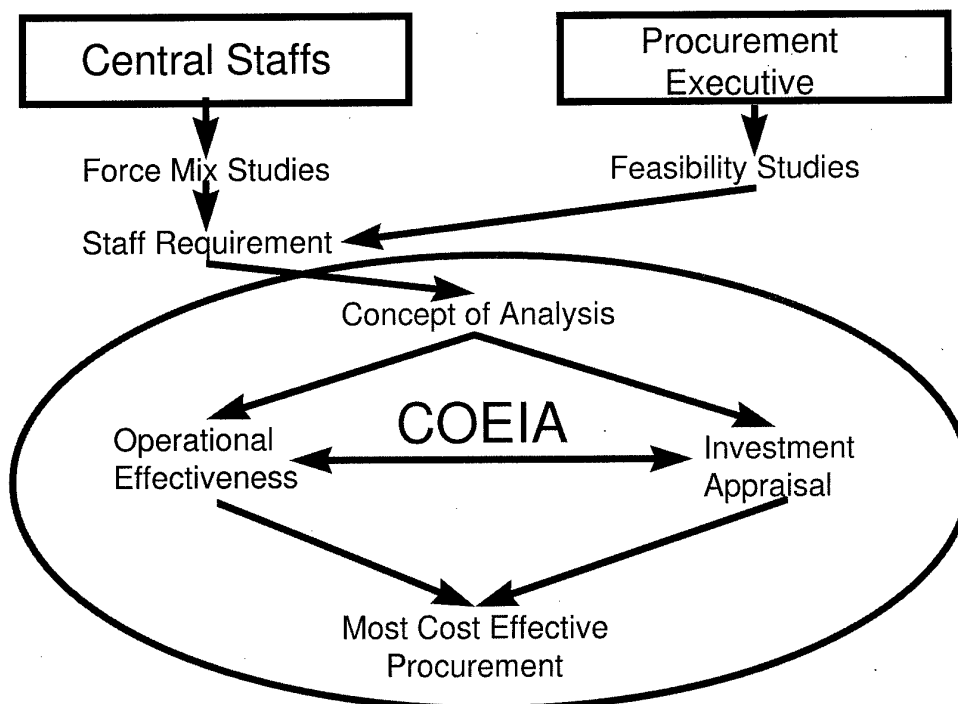 Central Staffs
Procurement
Executive
Force Mix Studies
Feasibility Studies
Staff Requirement
Concept of Analysis
COEIA
Operational
Effectiveness
Investment
Appraisal
Most Cost Effective
Procurement